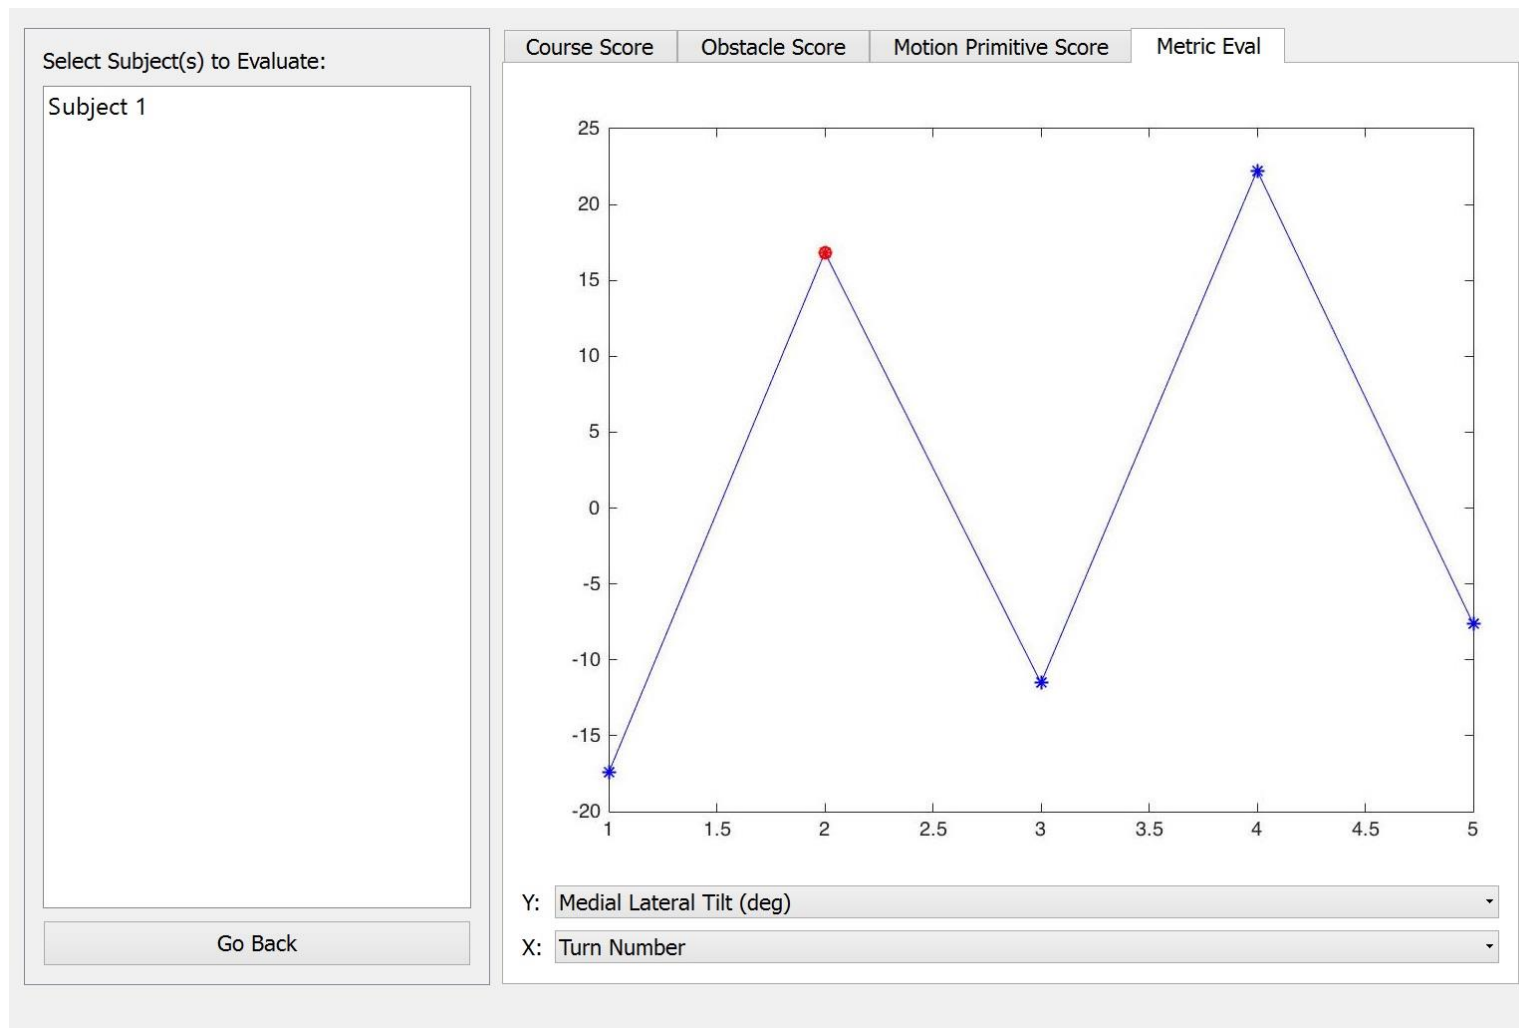 Select Subject(s) to Evaluate:
Subject 1
Go Back
Course Score
Obstacle Score
Motion Primitive Score
Metric Eval
25
20
15
10
5
0
-5
-10
-15
-20
1 1.5 2 2.5 3 3.5 4 4.5 5
Y: Medial Lateral Tilt (deg)
X: Turn Number